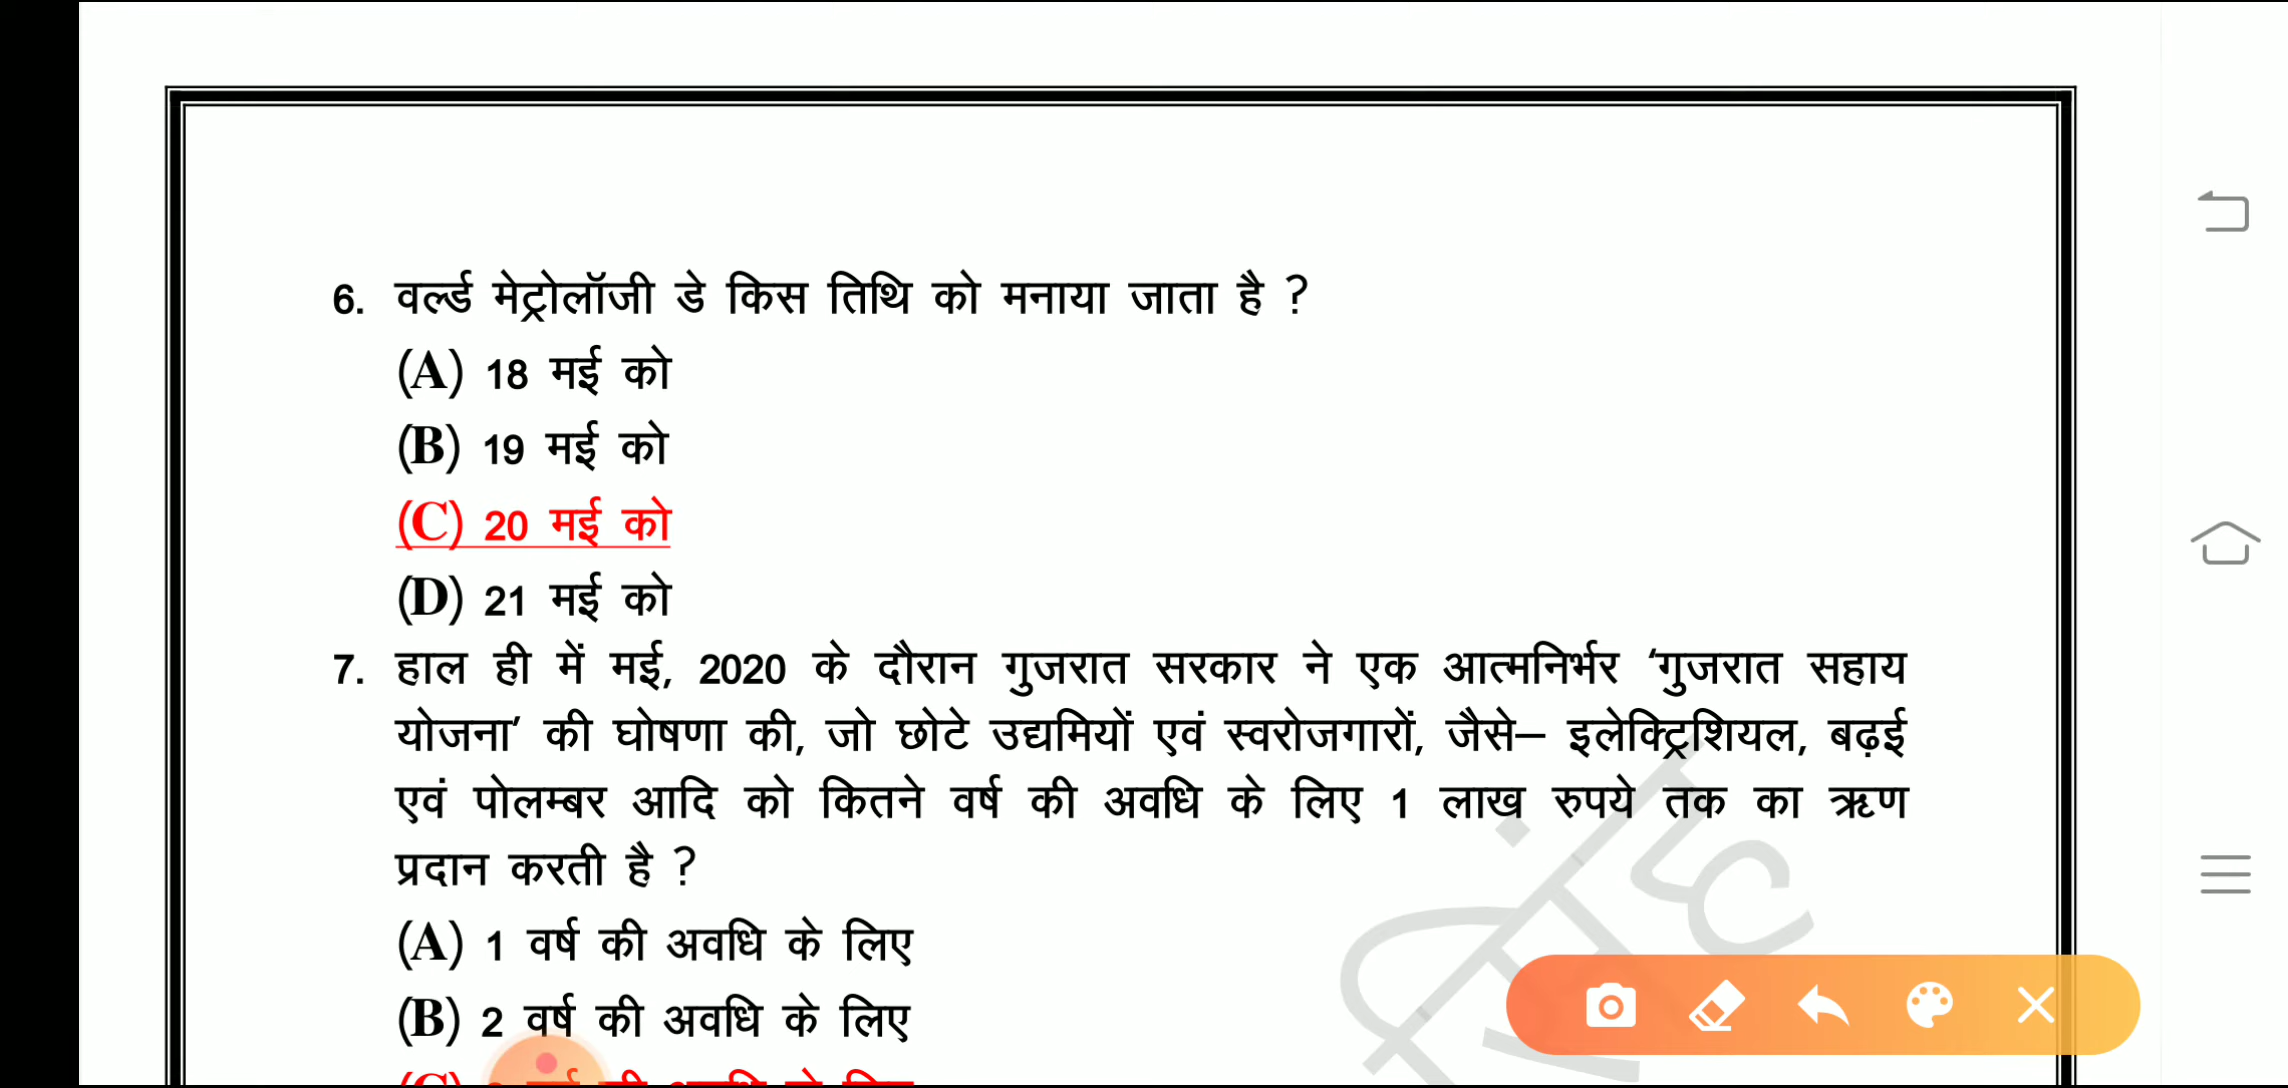 6. वर्ल्ड मेट्रोलॉजी डे किस तिथि को मनाया जाता है ?
(A) 18 मई को
(B) 19 मई को
(C) 20 मई को
(D) 21 मई को
7. हाल ही में मई, 2020 के दौरान गुजरात सरकार ने एक आत्मनिर्भर ‘गुजरात सहाय
योजना’ की घोषणा की, जो छोटे उद्यमियों एवं स्वरोजगारों, जैसे– इलेक्ट्रिशियल, बढ़ई
एवं पोलम्बर आदि को कितने वर्ष की अवधि के लिए 1 लाख रुपये तक का ऋण
प्रदान करती है ?
(A) 1 वर्ष की अवधि के लिए
(B) 2 वर्ष की अवधि के लिए